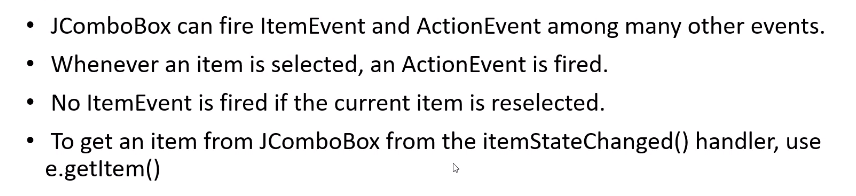 • JComboBox can fire ItemEvent and ActionEvent among many other events.
• Whenever an item is selected, an ActionEvent is fired.
• No ItemEvent is fired if the current item is reselected.
• To get an item from JComboBox from the itemStateChanged() handler, use
e.getItem()